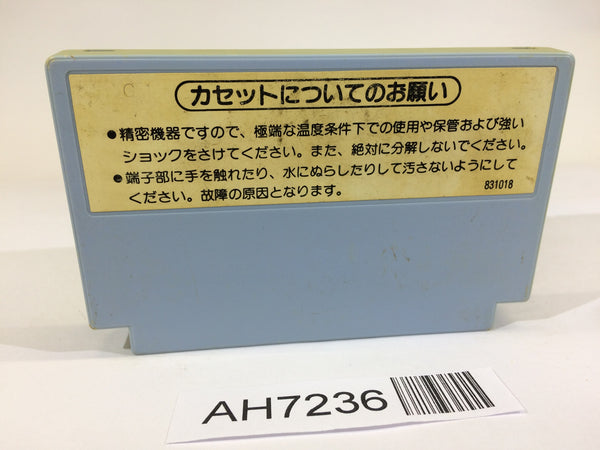 カセットについてのお願い
●精密機器ですので、極端な温度条件下での使用や保管および強い
ショックをさけてください。また、絶対に分解しないでください。
●端子部に手を触れたり、水にぬらしたりして汚さないようにして
ください。故障の原因となります。
831018
AH7236